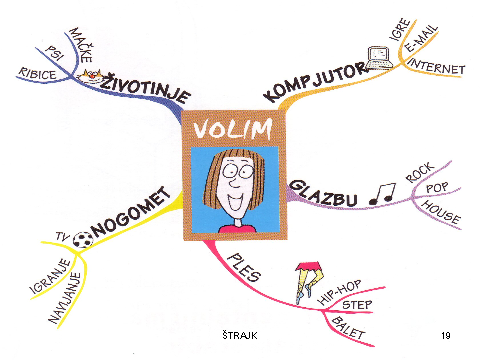 VOLIM
ŽIVOTINJE
MAČKE
PSI
RIBICE
KOMPJUTOR
IGRE
E-MAIL
INTERNET
GLAZBU
ROCK
POP
HOUSE
PLES
HIP-HOP
STEP
BALET
NOGOMET
TV
IGRANJE
NAVIJANJE
ŠTRAJK
19